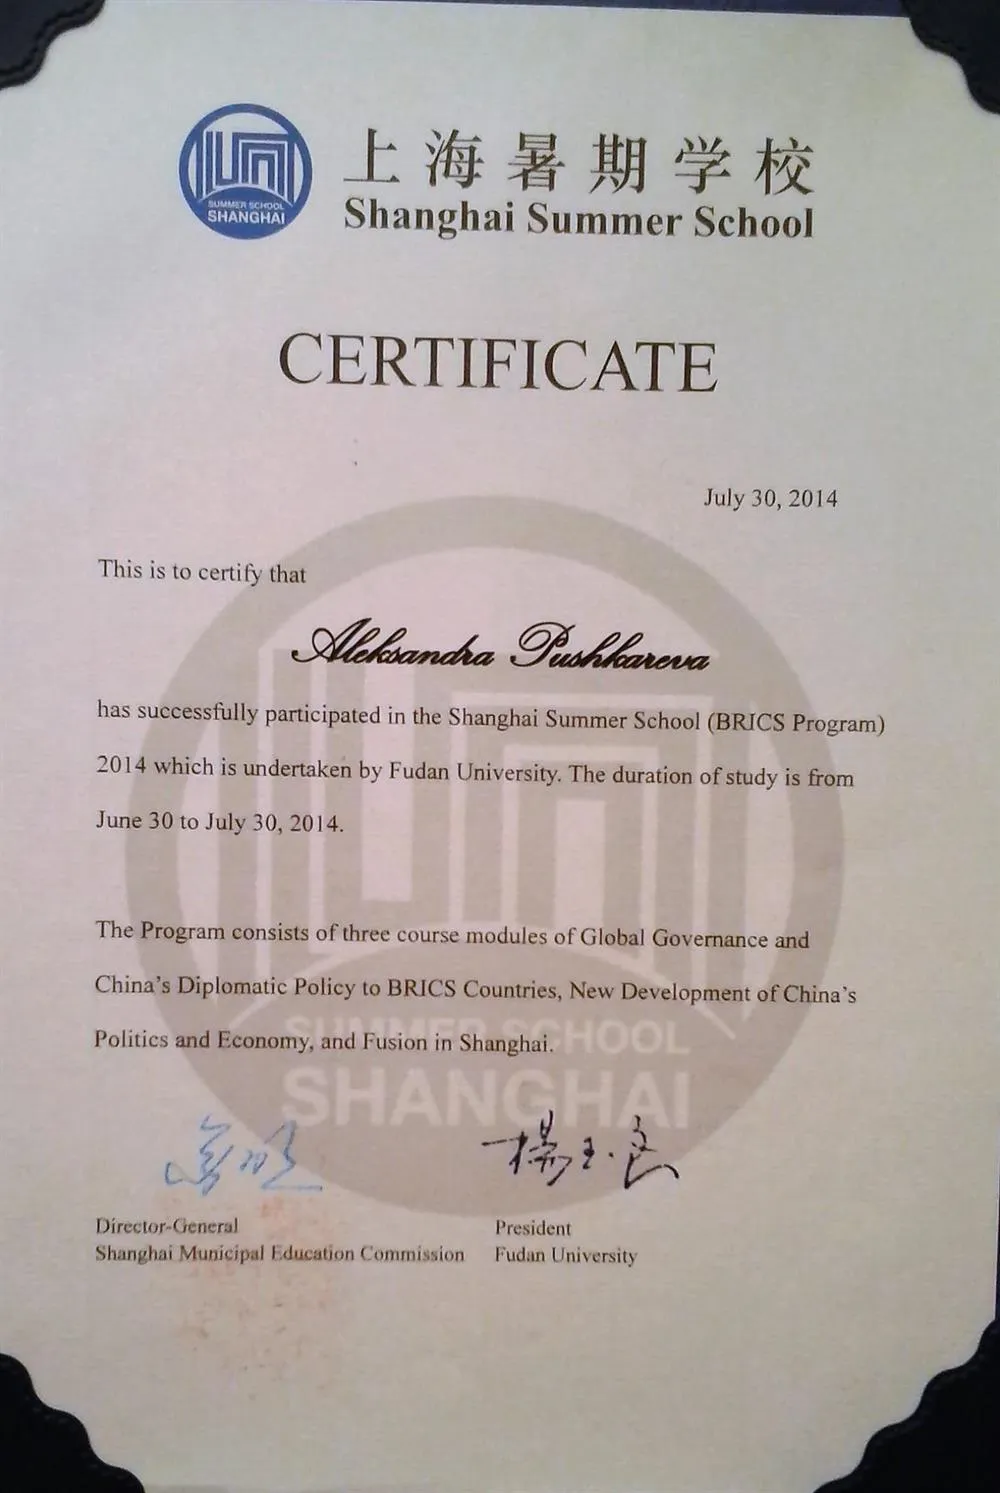 SUMMER SCHOOL
SHANGHAI
上海暑期学校
Shanghai Summer School
CERTIFICATE
July 30, 2014
This is to certify that
Aleksandra Pushkareva
has successfully participated in the Shanghai Summer School (BRICS Program)
2014 which is undertaken by Fudan University. The duration of study is from
June 30 to July 30, 2014.
The Program consists of three course modules of Global Governance and
China's Diplomatic Policy to BRICS Countries, New Development of China's
Politics and Economy, and Fusion in Shanghai.
SUMMER SCHOOL
SHANGHAI
楊玉良
Director-General
Shanghai Municipal Education Commission
President
Fudan University